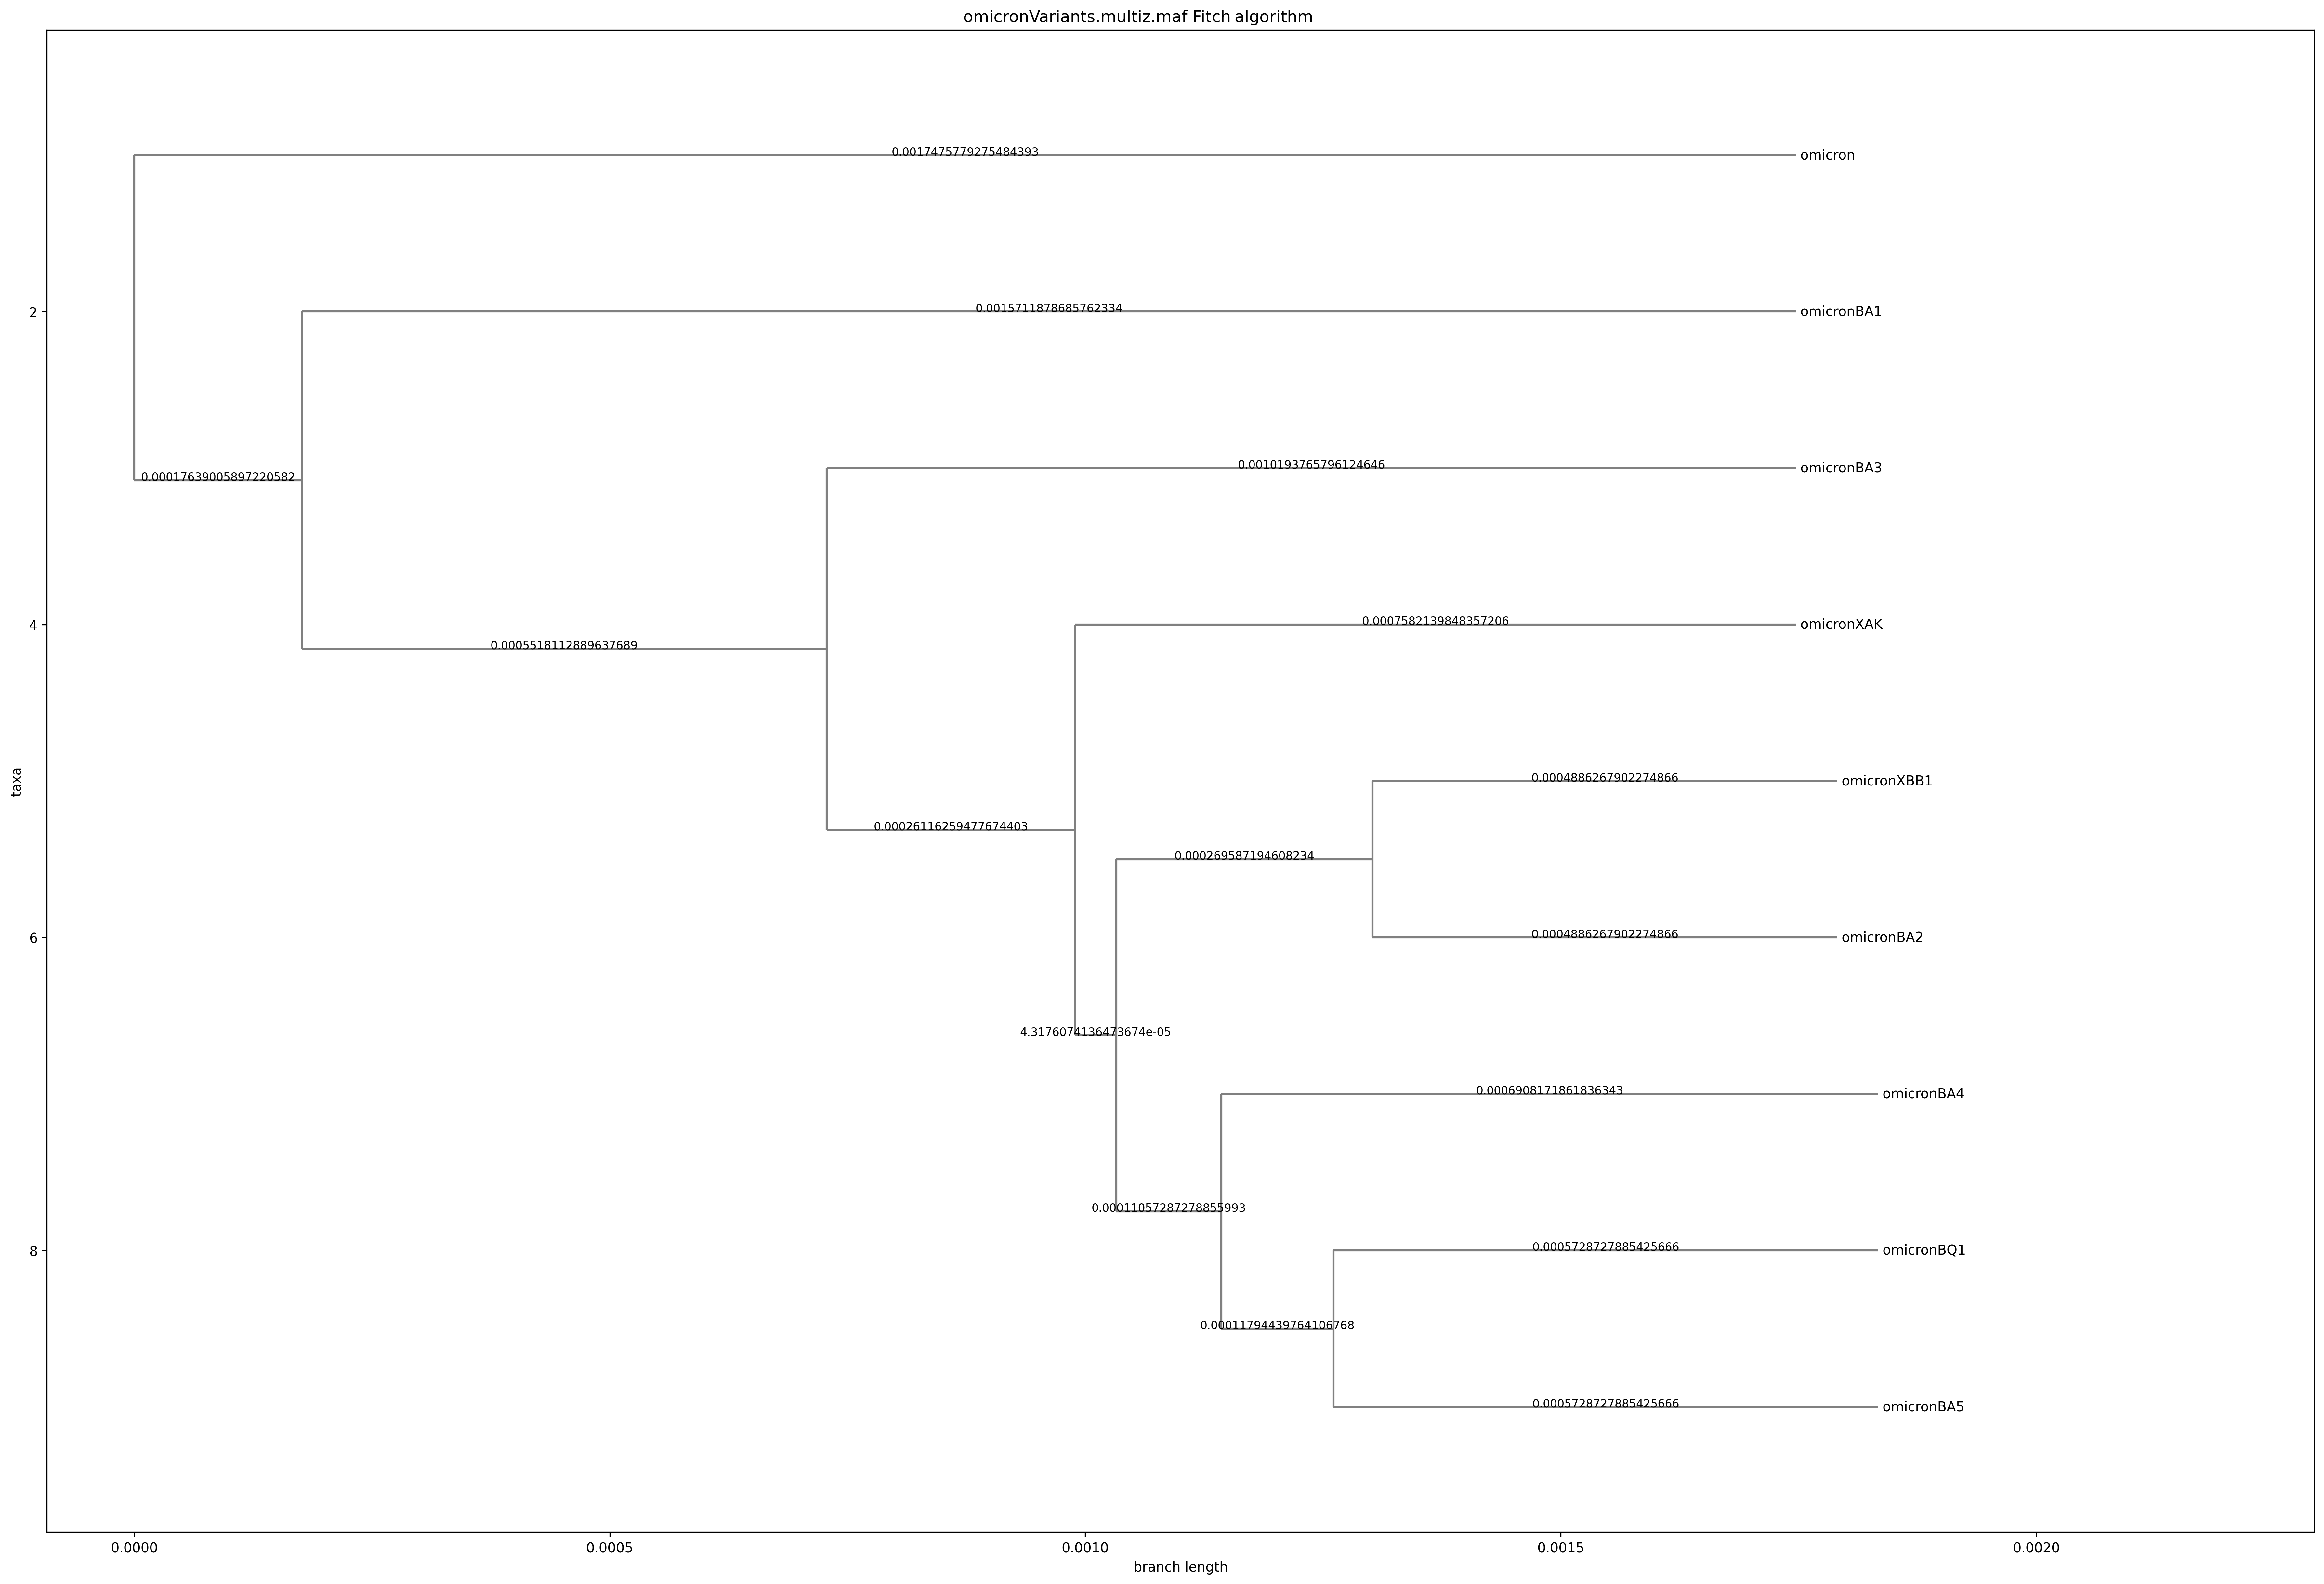 omicronVariants.multiz.maf Fitch algorithm
0.0017475779275484393
omicron
0.0015711878685762334
omicronBA1
2
0.0010193765796124646
omicronBA3
0.00017639005897220582
0.0007582139848357206
omicronXAK
4
0.0005518112889637689
taxa
0.0004886267902274866
omicronXBB1
0.00026116259477674403
0.000269587194608234
0.0004886267902274866
omicronBA2
6
4.3176074136473674e-05
0.0006908171861836343
omicronBA4
0.00011057287278855993
0.0005728727885425666
omicronBQ1
8
0.00011794439764106768
0.0005728727885425666
omicronBA5
0.0000
0.0005
0.0010
0.0015
0.0020
branch length